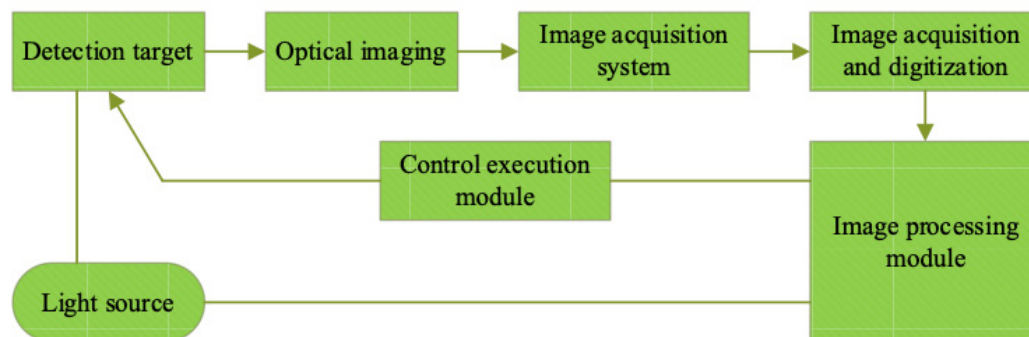 Detection target
Optical imaging
Image acquisition
system
Image acquisition
and digitization
Control execution
module
Image processing
module
Light source